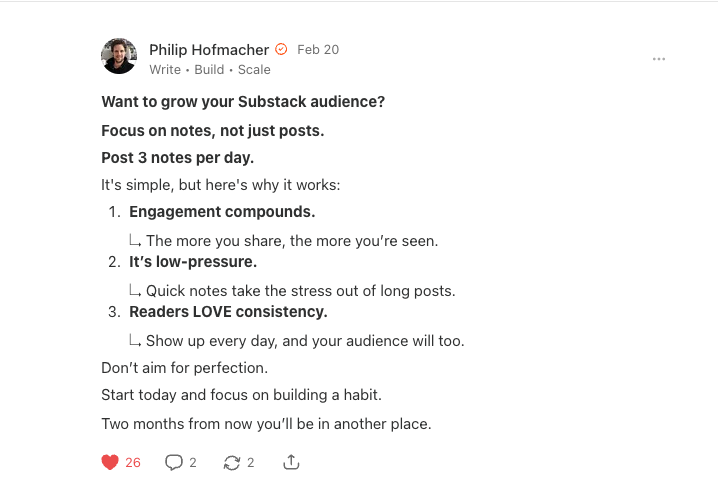 Philip Hofmacher Feb 20
Write • Build • Scale
Want to grow your Substack audience?
Focus on notes, not just posts.
Post 3 notes per day.
It's simple, but here's why it works:
1. Engagement compounds.
↳ The more you share, the more you’re seen.
2. It’s low-pressure.
↳ Quick notes take the stress out of long posts.
3. Readers LOVE consistency.
↳ Show up every day, and your audience will too.
Don’t aim for perfection.
Start today and focus on building a habit.
Two months from now you’ll be in another place.
26 2 2